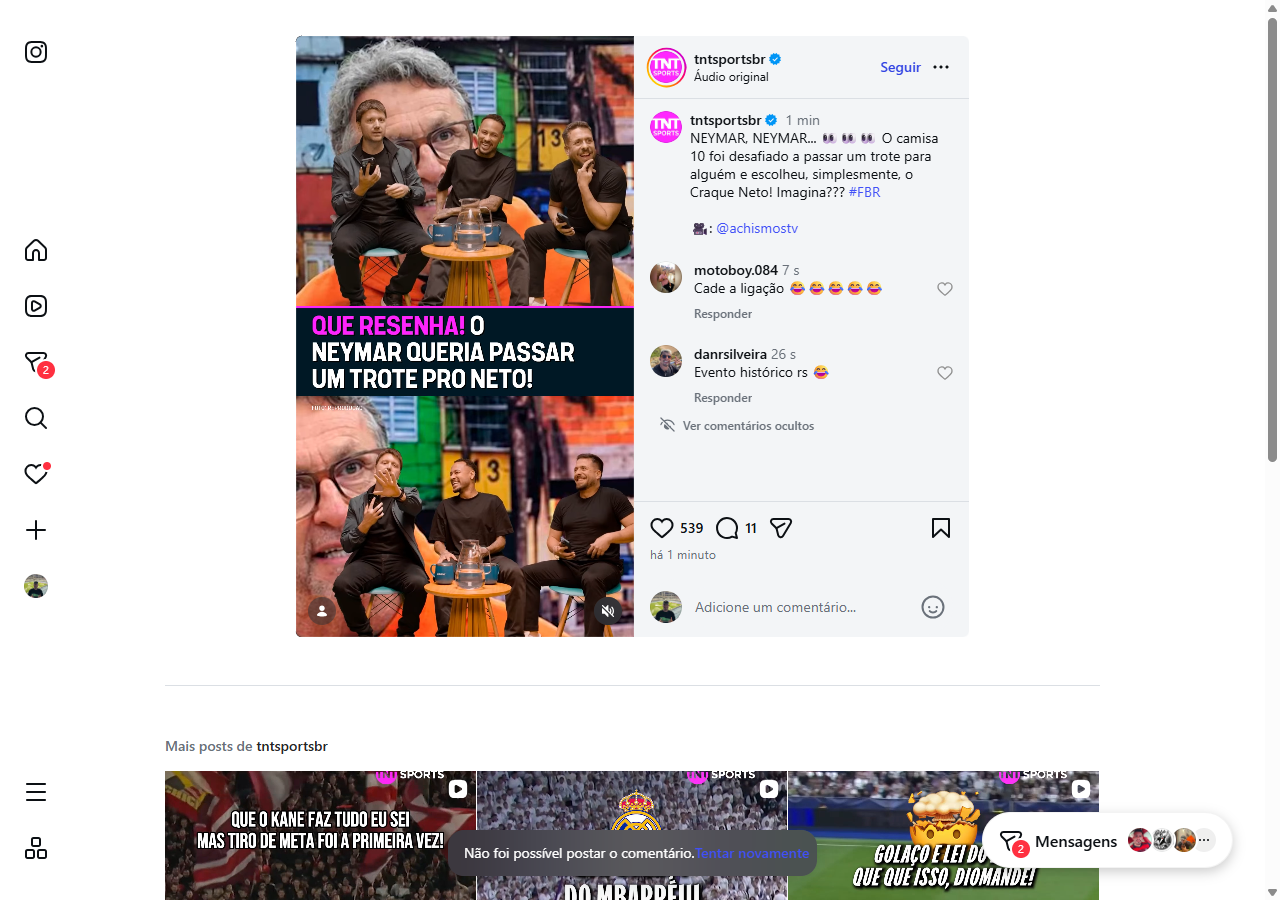 tntsportsbr
Áudio original
Seguir
TNT
SPORTS
tntsportsbr 1 min
NEYMAR, NEYMAR... 👀 👀 👀 O camisa
10 foi desafiado a passar um trote para
alguém e escolheu, simplesmente, o
Craque Neto! Imagina??? #FBR
🎥: @achismostv
motoboy.084 7 s
Cade a ligação 😂😂😂😂😂
Responder
danrsilveira 26 s
Evento histórico rs 😂
Responder
Ver comentários ocultos
539 11
há 1 minuto
Adicione um comentário...
13
QUE RESENHA! O
NEYMAR QUERIA PASSAR
UM TROTE PRO NETO!
13
2
Mais posts de tntsportsbr
TNT SPORTS
QUE O KANE FAZ TUDO EU SEI
MAS TIRO DE META FOI A PRIMEIRA VEZ!
TNT SPORTS
DO MBAPPÉ!!
TNT SPORTS
GOLAÇO E LEI DO
QUE QUE ISSO, DIOMANDE!
Não foi possível postar o comentário. Tentar novamente
2
Mensagens